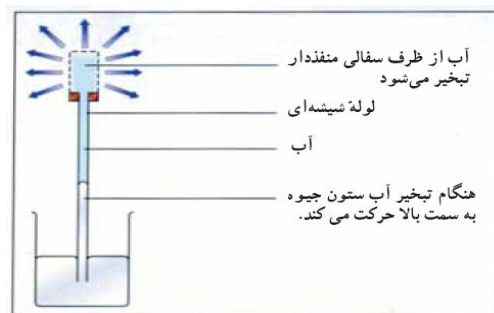 آب از ظرف سفالی منفذدار
تبخیر می‌شود
لولهٔ شیشه‌ای
آب
هنگام تبخیر آب ستون جیوه
به سمت بالا حرکت می کند.